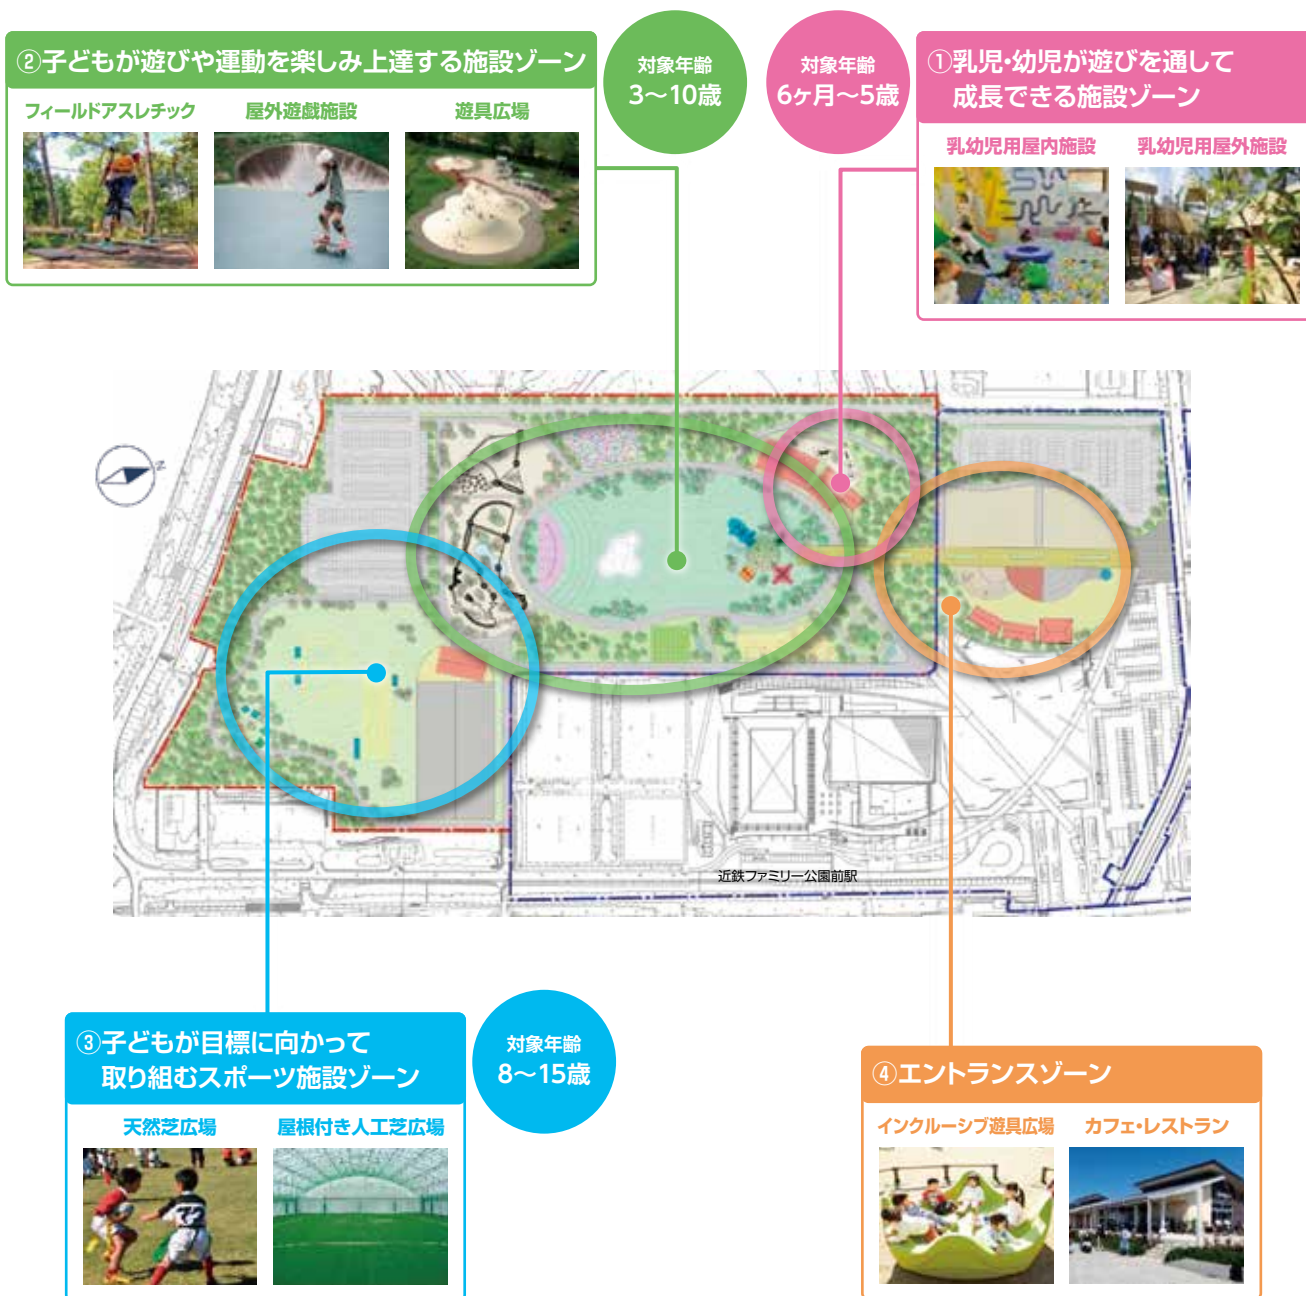 ②子どもが遊びや運動を楽しみ上達する施設ゾーン
フィールドアスレチック
屋外遊戯施設
遊具広場
対象年齢
3〜10歳
対象年齢
6ヶ月〜5歳
①乳児・幼児が遊びを通して
成長できる施設ゾーン
乳幼児用屋内施設
乳幼児用屋外施設
N
近鉄ファミリー公園前駅
③子どもが目標に向かって
取り組むスポーツ施設ゾーン
天然芝広場
屋根付き人工芝広場
72
対象年齢
8〜15歳
④エントランスゾーン
インクルーシブ遊具広場
カフェ・レストラン